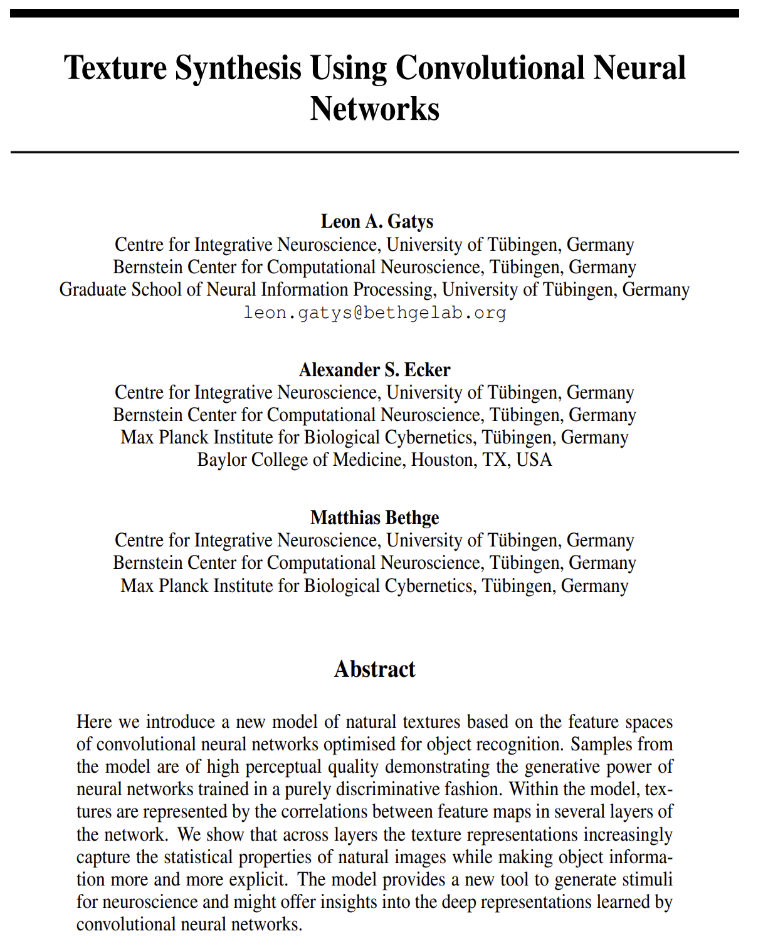 Texture Synthesis Using Convolutional Neural
Networks
Leon A. Gatys
Centre for Integrative Neuroscience, University of Tübingen, Germany
Bernstein Center for Computational Neuroscience, Tübingen, Germany
Graduate School of Neural Information Processing, University of Tübingen, Germany
leon.gatys@bethgelab.org
Alexander S. Ecker
Centre for Integrative Neuroscience, University of Tübingen, Germany
Bernstein Center for Computational Neuroscience, Tübingen, Germany
Max Planck Institute for Biological Cybernetics, Tübingen, Germany
Baylor College of Medicine, Houston, TX, USA
Matthias Bethge
Centre for Integrative Neuroscience, University of Tübingen, Germany
Bernstein Center for Computational Neuroscience, Tübingen, Germany
Max Planck Institute for Biological Cybernetics, Tübingen, Germany
Abstract
Here we introduce a new model of natural textures based on the feature spaces
of convolutional neural networks optimised for object recognition. Samples from
the model are of high perceptual quality demonstrating the generative power of
neural networks trained in a purely discriminative fashion. Within the model, tex-
tures are represented by the correlations between feature maps in several layers of
the network. We show that across layers the texture representations increasingly
capture the statistical properties of natural images while making object informa-
tion more and more explicit. The model provides a new tool to generate stimuli
for neuroscience and might offer insights into the deep representations learned by
convolutional neural networks.